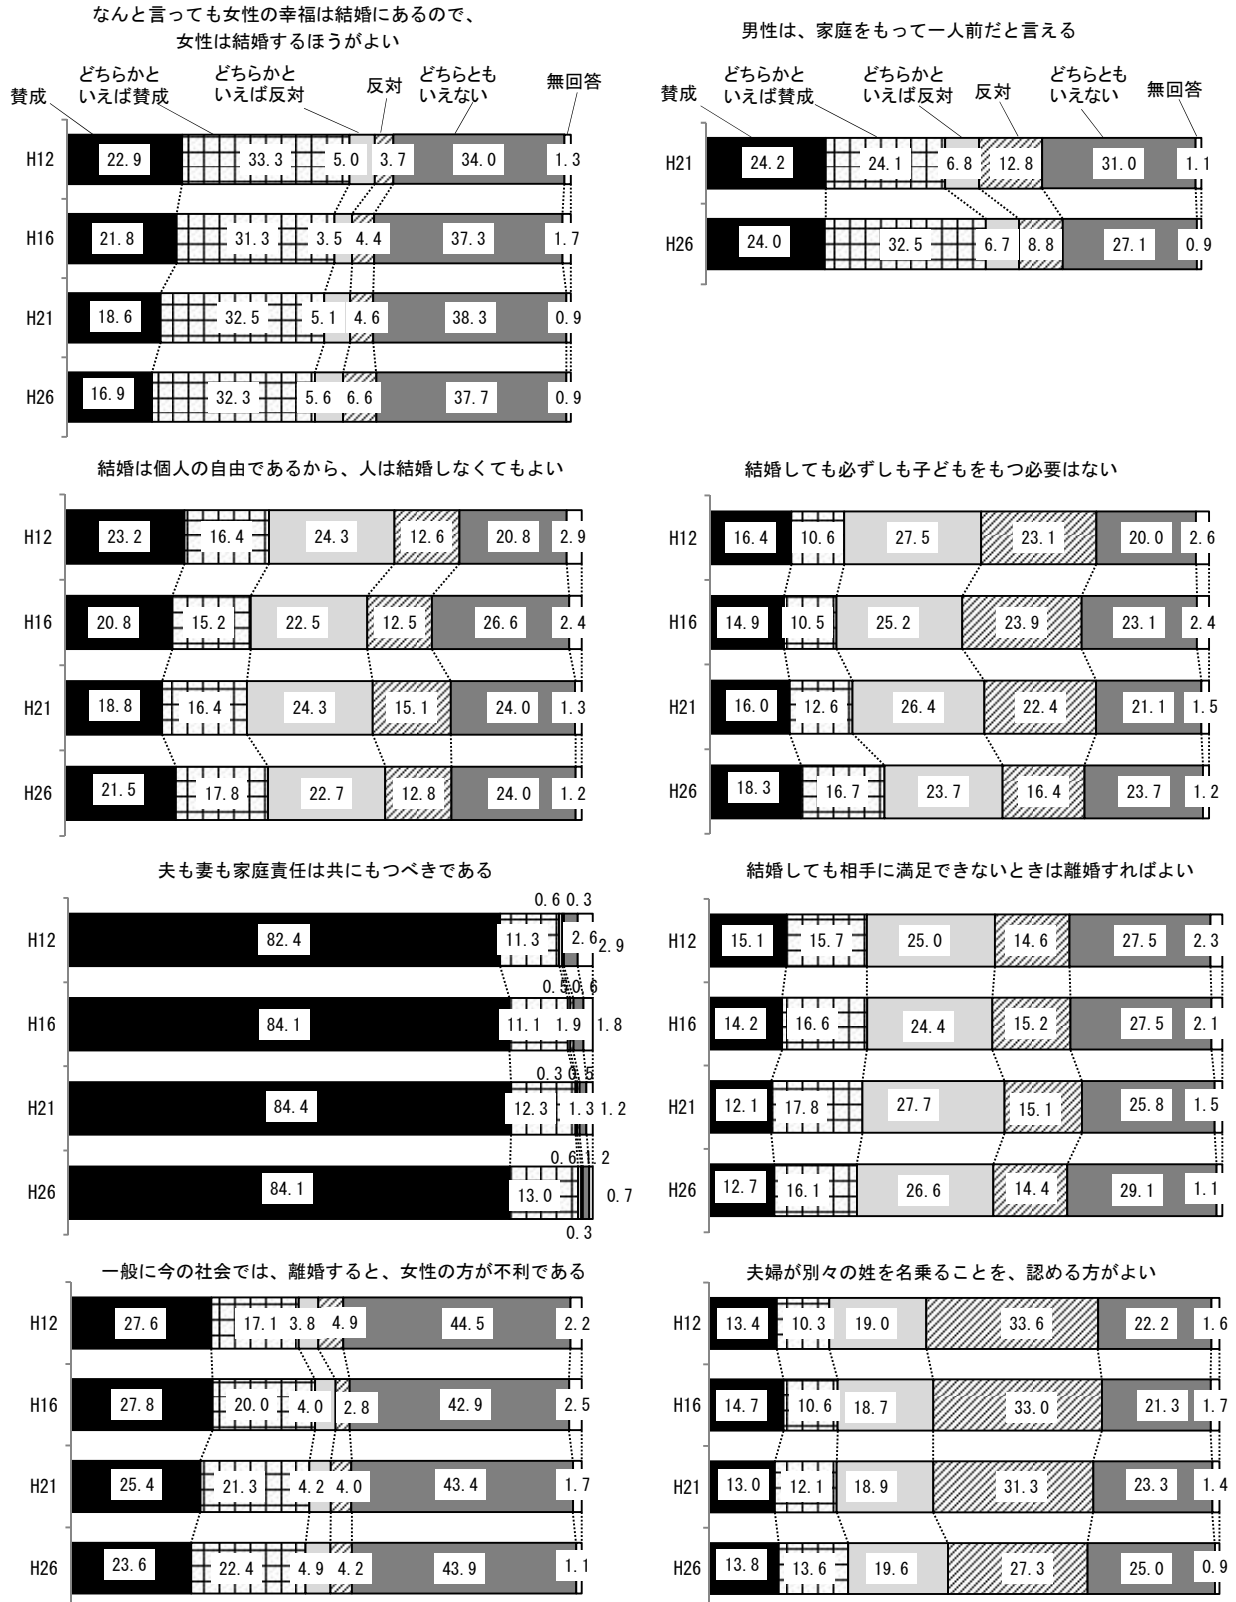 なんと言っても女性の幸福は結婚にあるので、
女性は結婚するほうがよい
賛成
どちらかと
いえば賛成
どちらかと
いえば反対
反対
どちらとも
いえない
無回答
H12 22.9 33.3 5.0 3.7 34.0 1.3
H16 21.8 31.3 3.5 4.4 37.3 1.7
H21 18.6 32.5 5.1 4.6 38.3 0.9
H26 16.9 32.3 5.6 6.6 37.7 0.9
男性は、家庭をもって一人前だと言える
賛成
どちらかと
いえば賛成
どちらかと
いえば反対
反対
どちらとも
いえない
無回答
H21 24.2 24.1 6.8 12.8 31.0 1.1
H26 24.0 32.5 6.7 8.8 27.1 0.9
結婚は個人の自由であるから、人は結婚しなくてもよい
H12 23.2 16.4 24.3 12.6 20.8 2.9
H16 20.8 15.2 22.5 12.5 26.6 2.4
H21 18.8 16.4 24.3 15.1 24.0 1.3
H26 21.5 17.8 22.7 12.8 24.0 1.2
結婚しても必ずしも子どもをもつ必要はない
H12 16.4 10.6 27.5 23.1 20.0 2.6
H16 14.9 10.5 25.2 23.9 23.1 2.4
H21 16.0 12.6 26.4 22.4 21.1 1.5
H26 18.3 16.7 23.7 16.4 23.7 1.2
夫も妻も家庭責任は共にもつべきである
0.6 0.3
H12 82.4 11.3 2.6 2.9
0.5 0.6
H16 84.1 11.1 1.9 1.8
0.3 0.5
H21 84.4 12.3 1.3 1.2
0.6 1.2
H26 84.1 13.0 0.7
0.3
結婚しても相手に満足できないときは離婚すればよい
H12 15.1 15.7 25.0 14.6 27.5 2.3
H16 14.2 16.6 24.4 15.2 27.5 2.1
H21 12.1 17.8 27.7 15.1 25.8 1.5
H26 12.7 16.1 26.6 14.4 29.1 1.1
一般に今の社会では、離婚すると、女性の方が不利である
H12 27.6 17.1 3.8 4.9 44.5 2.2
H16 27.8 20.0 4.0 2.8 42.9 2.5
H21 25.4 21.3 4.2 4.0 43.4 1.7
H26 23.6 22.4 4.9 4.2 43.9 1.1
夫婦が別々の姓を名乗ることを、認める方がよい
H12 13.4 10.3 19.0 33.6 22.2 1.6
H16 14.7 10.6 18.7 33.0 21.3 1.7
H21 13.0 12.1 18.9 31.3 23.3 1.4
H26 13.8 13.6 19.6 27.3 25.0 0.9